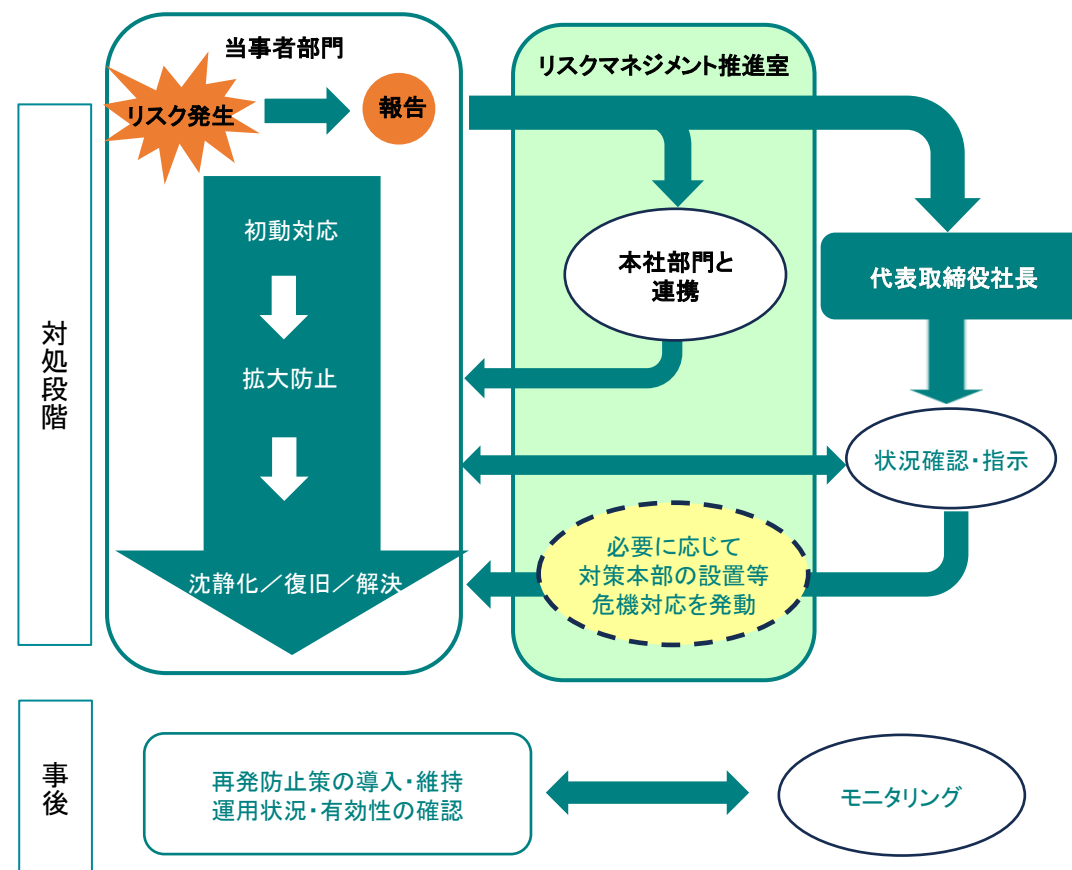 当事者部門
リスク発生
報告
リスクマネジメント推進室
対処段階
初動対応
拡大防止
沈静化／復旧／解決
本社部門と
連携
代表取締役社長
状況確認・指示
必要に応じて
対策本部の設置等
危機対応を発動
事後
再発防止策の導入・維持
運用状況・有効性の確認
モニタリング